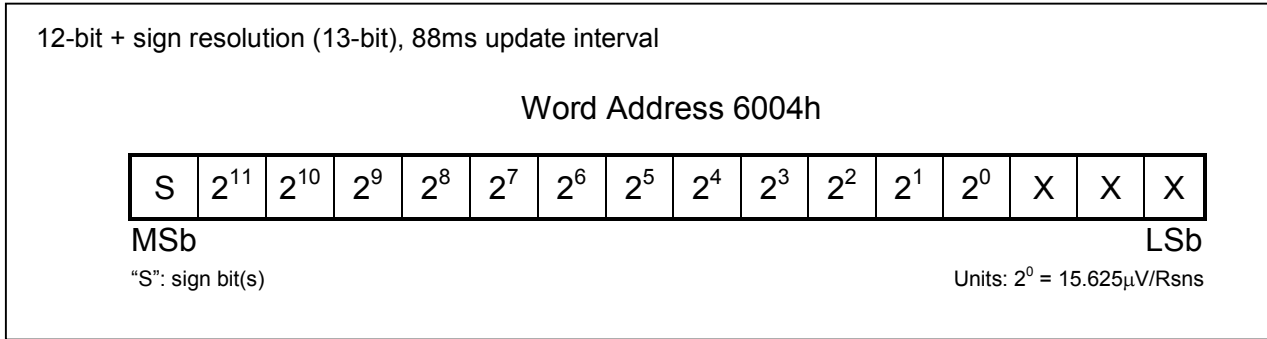 12-bit + sign resolution (13-bit), 88ms update interval
Word Address 6004h
S 2¹¹ 2¹⁰ 2⁹ 2⁸ 2⁷ 2⁶ 2⁵ 2⁴ 2³ 2² 2¹ 2⁰ X X X
MSb LSb
“S”: sign bit(s) Units: 2⁰ = 15.625μV/Rsns